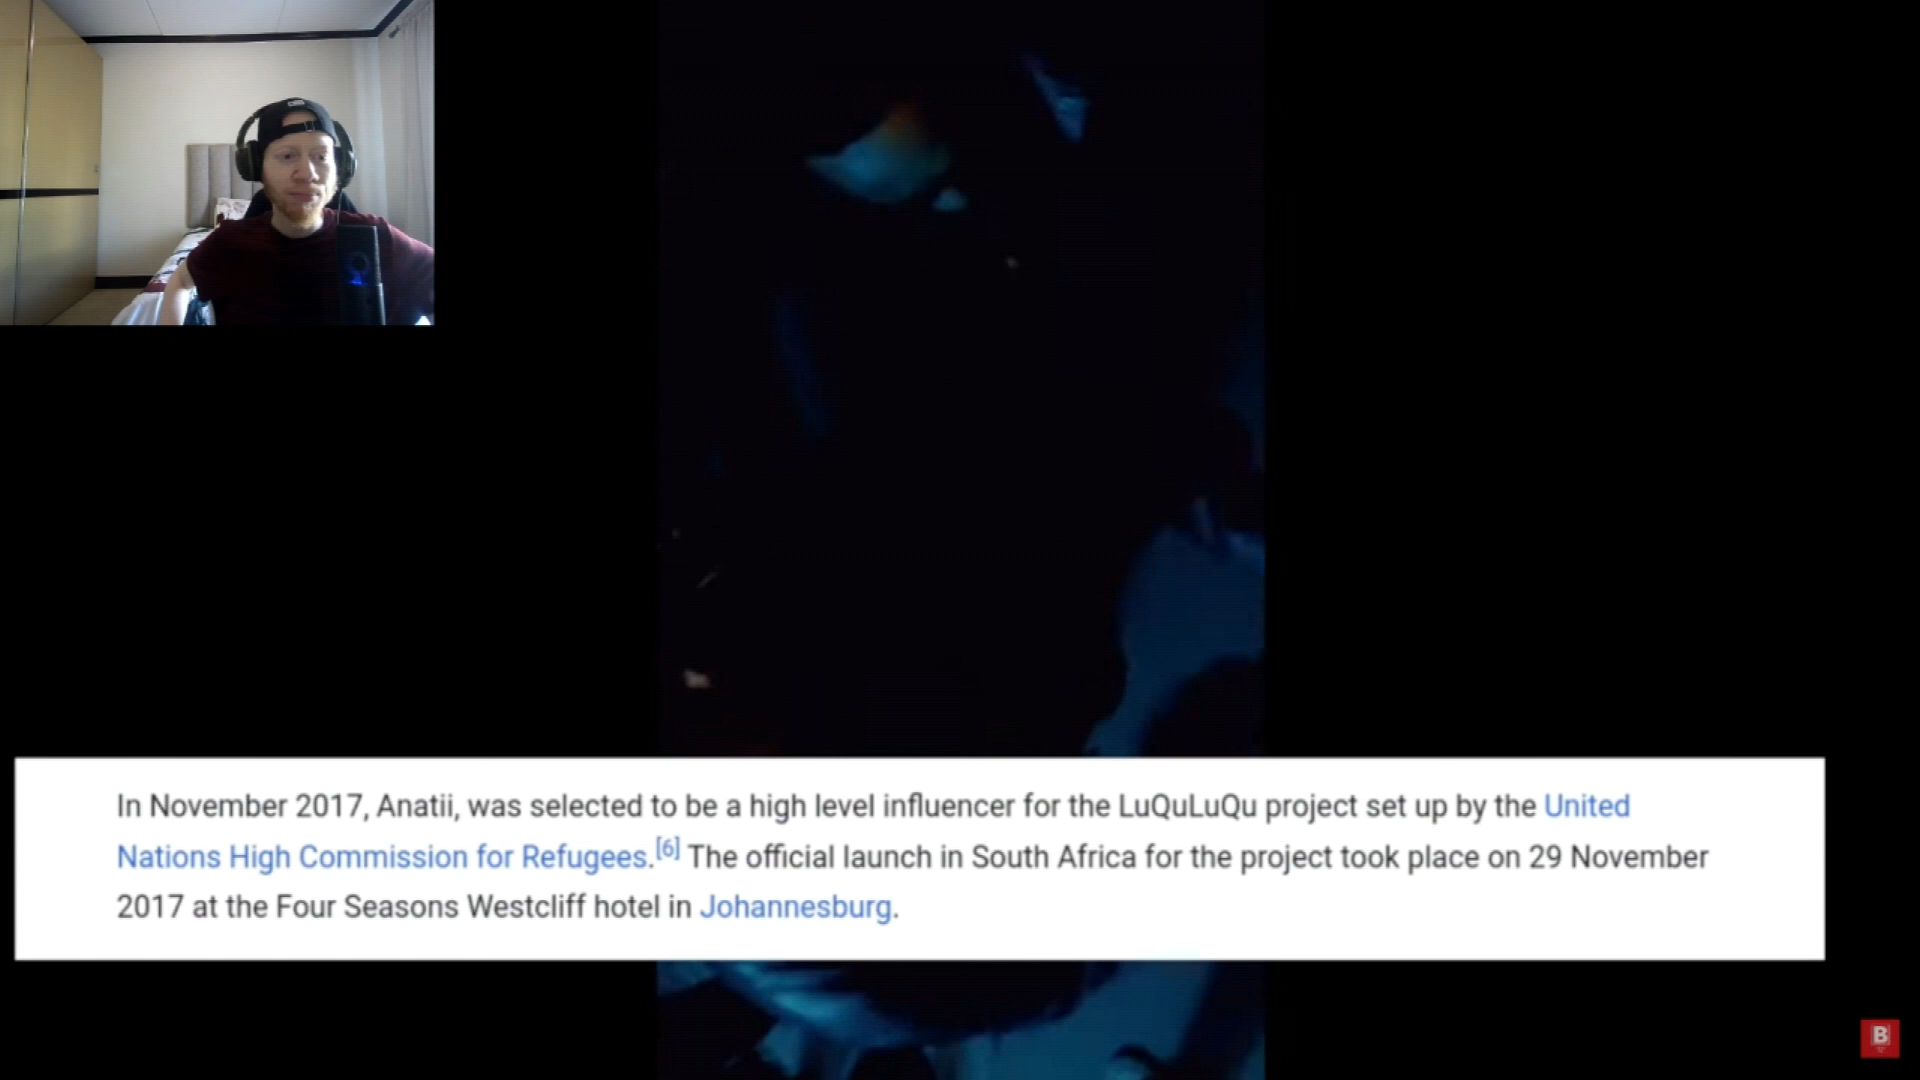 In November 2017, Anatii, was selected to be a high level influencer for the LuQuLuQu project set up by the United
Nations High Commission for Refugees.[6] The official launch in South Africa for the project took place on 29 November
2017 at the Four Seasons Westcliff hotel in Johannesburg.
B